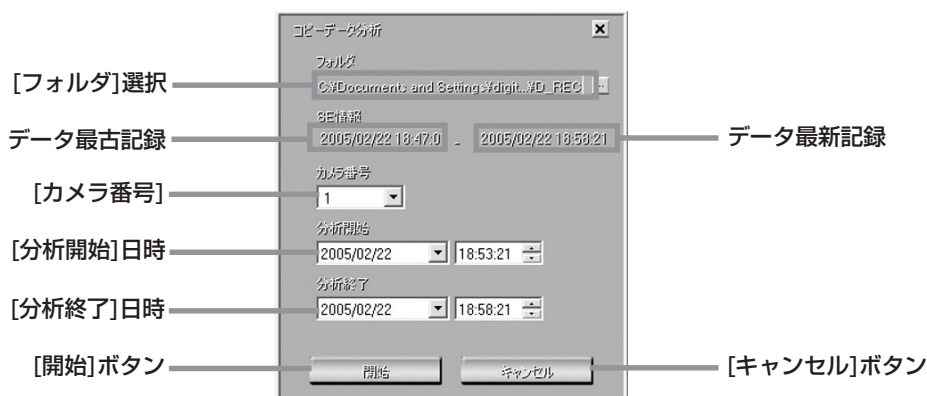 コピーデータ分析
フォルダ
[フォルダ]選択
C:¥Documents and Settings¥digit...¥D_REC
SE情報
データ最古記録
2005/02/22 18:47:0 - 2005/02/22 18:58:21
データ最新記録
カメラ番号
[カメラ番号]
1
分析開始
[分析開始]日時
2005/02/22 18:53:21
分析終了
[分析終了]日時
2005/02/22 18:58:21
[開始]ボタン
開始 キャンセル
[キャンセル]ボタン